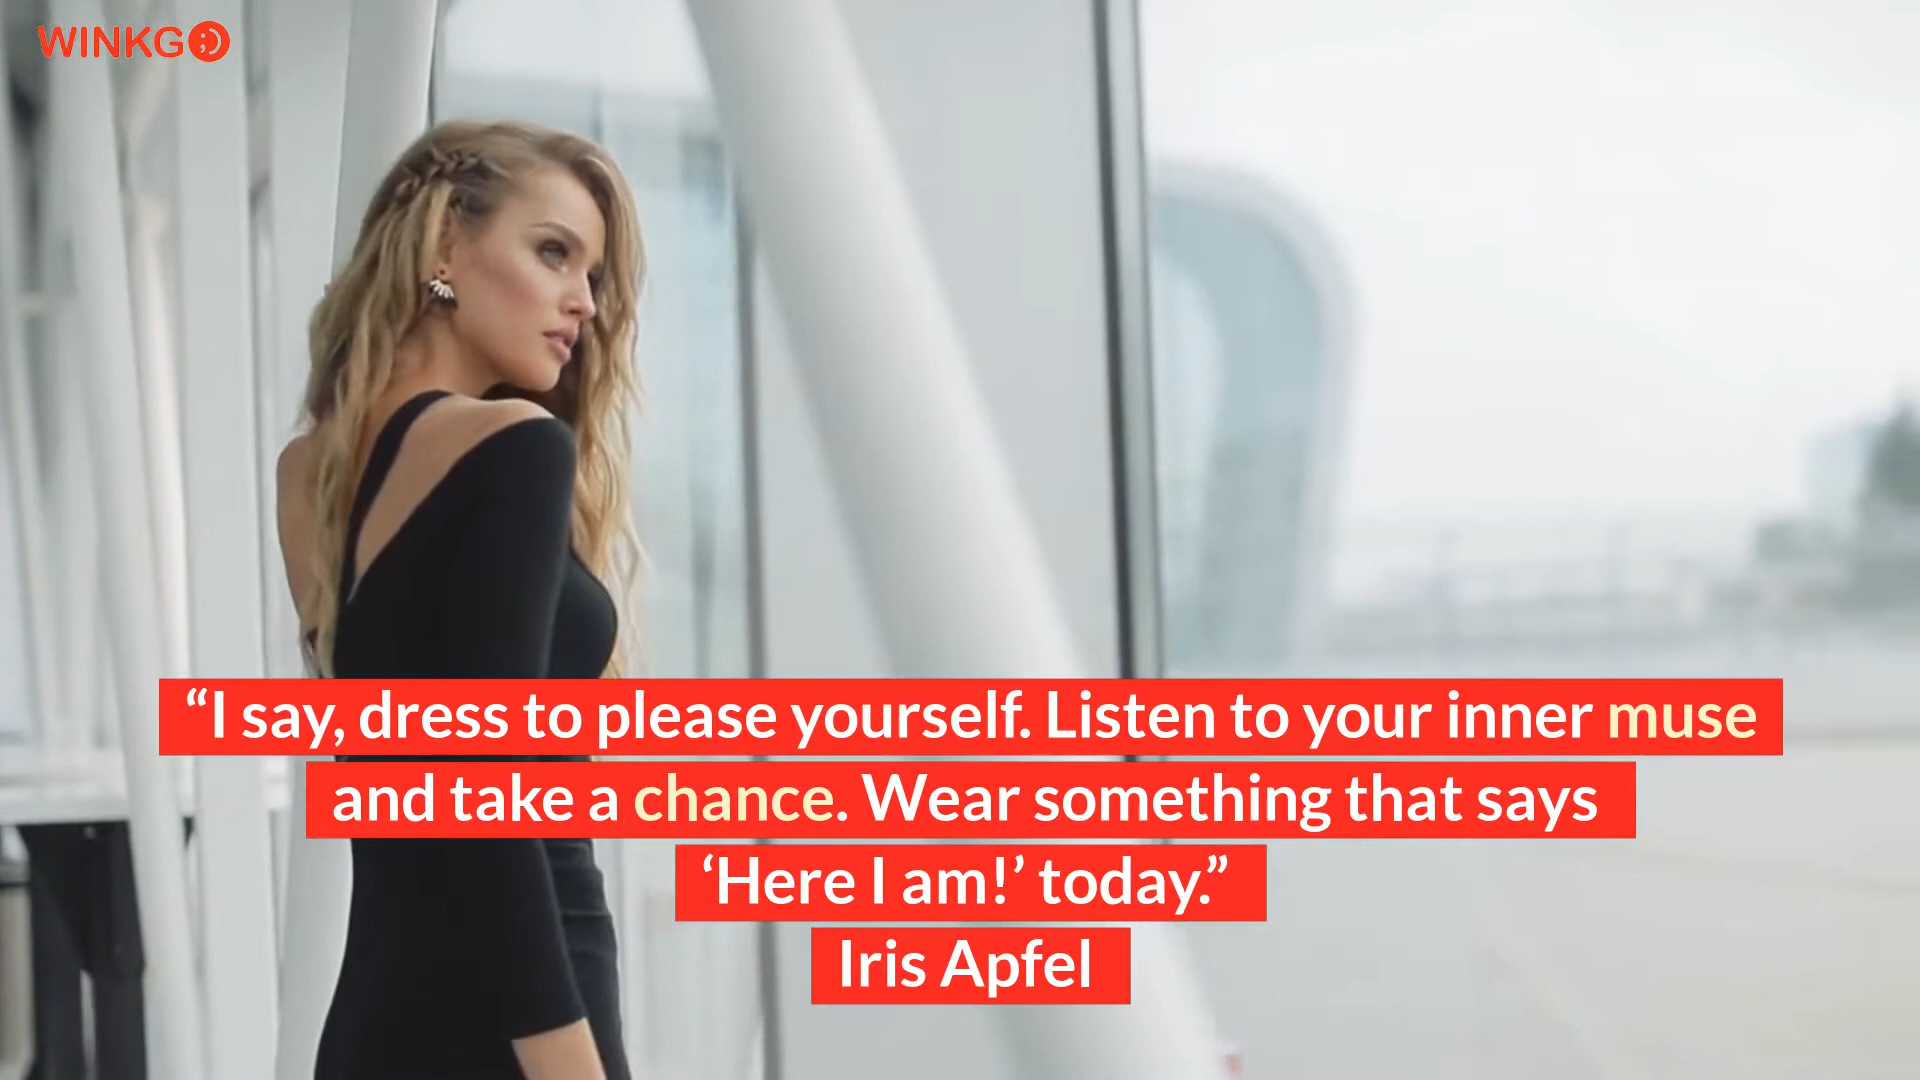 WINKGO
“I say, dress to please yourself. Listen to your inner muse
and take a chance. Wear something that says
‘Here I am!’ today.”
Iris Apfel